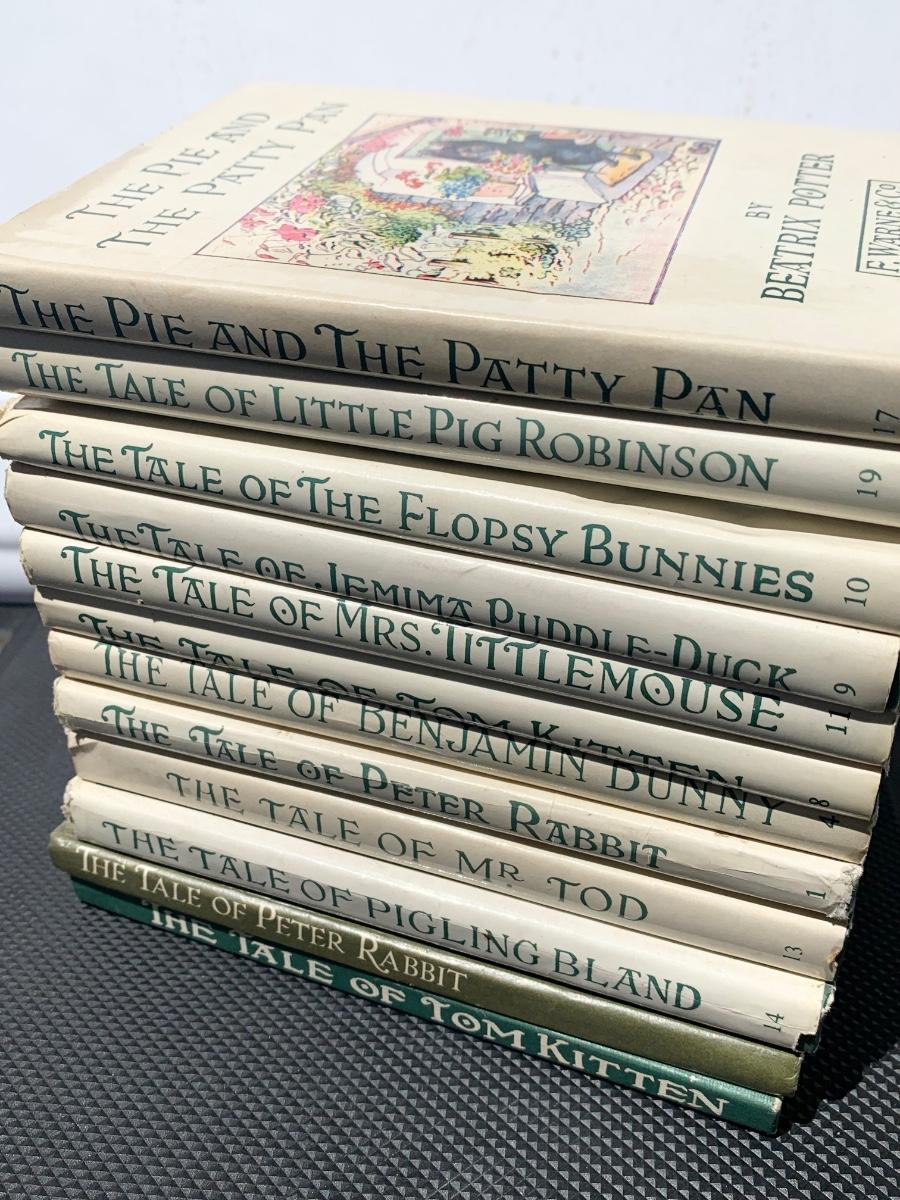 THE PIE AND
THE PATTY PAN
BY
BEATRIX POTTER
F. WARNE & Co
THE PIE AND THE PATTY PAN 17
THE TALE OF LITTLE PIG ROBINSON 19
THE TALE OF THE FLOPSY BUNNIES 10
THE TALE OF JEMIMA PUDDLE-DUCK 9
THE TALE OF MRS. TITTLEMOUSE 11
THE TALE OF TOM KITTEN 8
THE TALE OF BENJAMIN BUNNY 4
THE TALE OF PETER RABBIT 1
THE TALE OF MR. TOD 13
THE TALE OF PIGLING BLAND 14
THE TALE OF PETER RABBIT
THE TALE OF TOM KITTEN